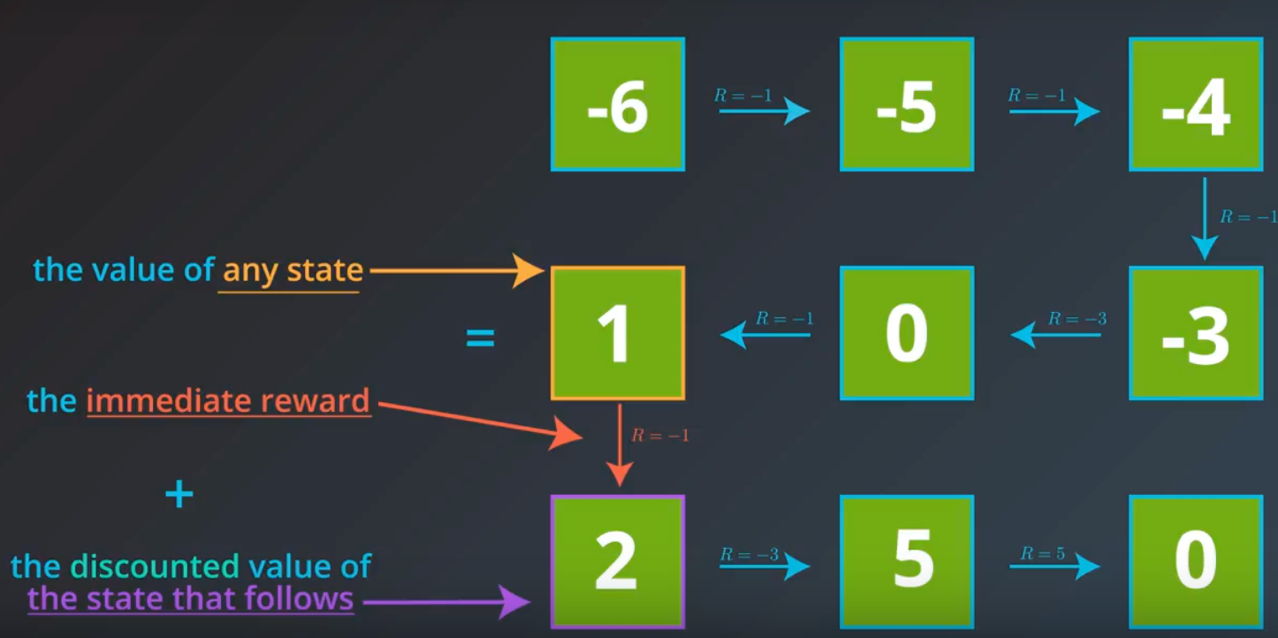 -6 R = −1 -5 R = −1 -4
R = −1
the value of any state
= 1 R = −1 0 R = −3 -3
the immediate reward
R = −1
+
the discounted value of
the state that follows
2 R = −3 5 R = 5 0